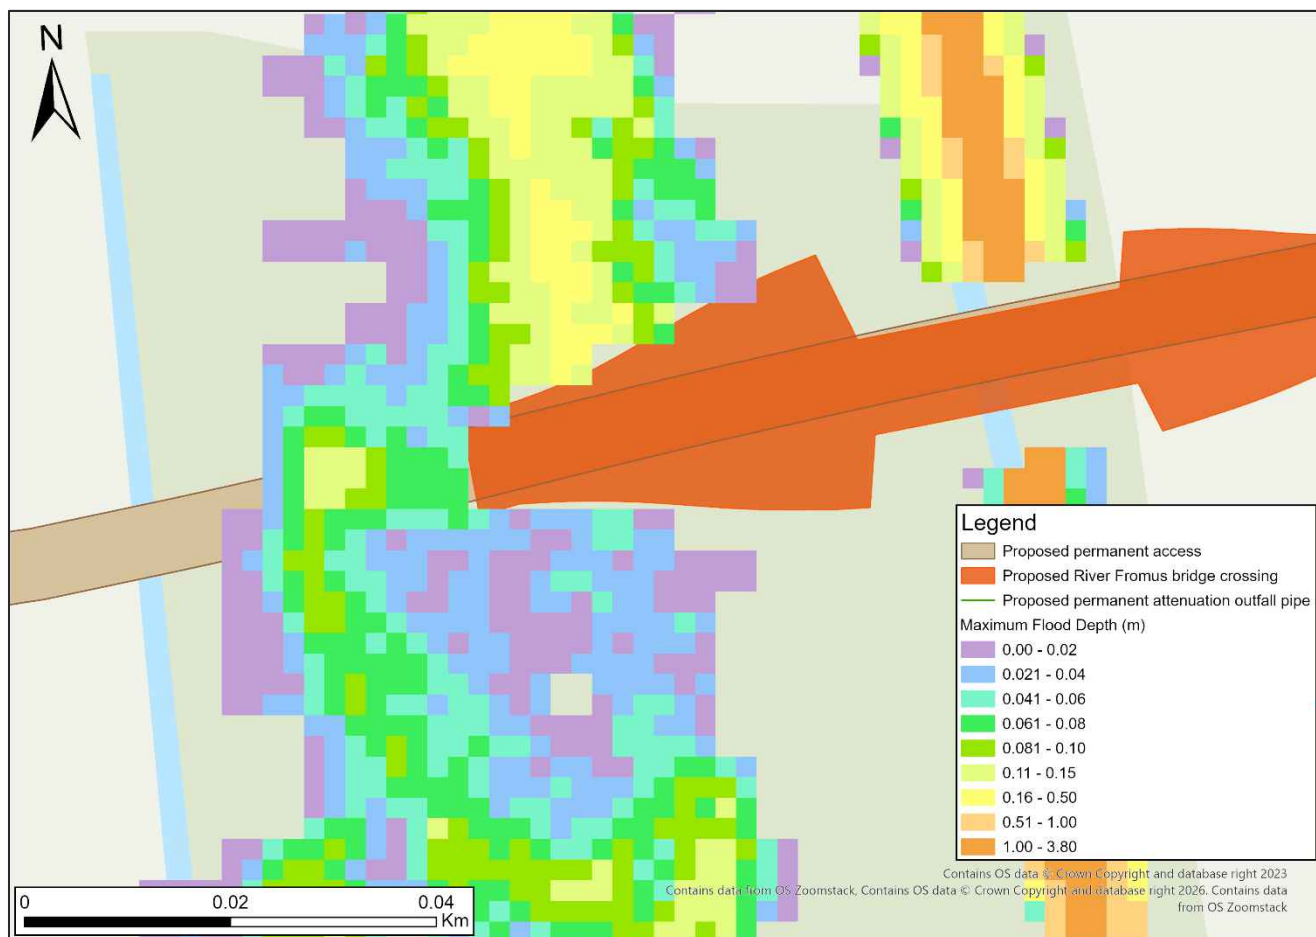 N
Legend
Proposed permanent access
Proposed River Fromus bridge crossing
Proposed permanent attenuation outfall pipe
Maximum Flood Depth (m)
0.00 - 0.02
0.021 - 0.04
0.041 - 0.06
0.061 - 0.08
0.081 - 0.10
0.11 - 0.15
0.16 - 0.50
0.51 - 1.00
1.00 - 3.80
Contains OS data © Crown Copyright and database right 2023
Contains data from OS Zoomstack, Contains OS data © Crown Copyright and database right 2026. Contains data
from OS Zoomstack
0 0.02 0.04
Km